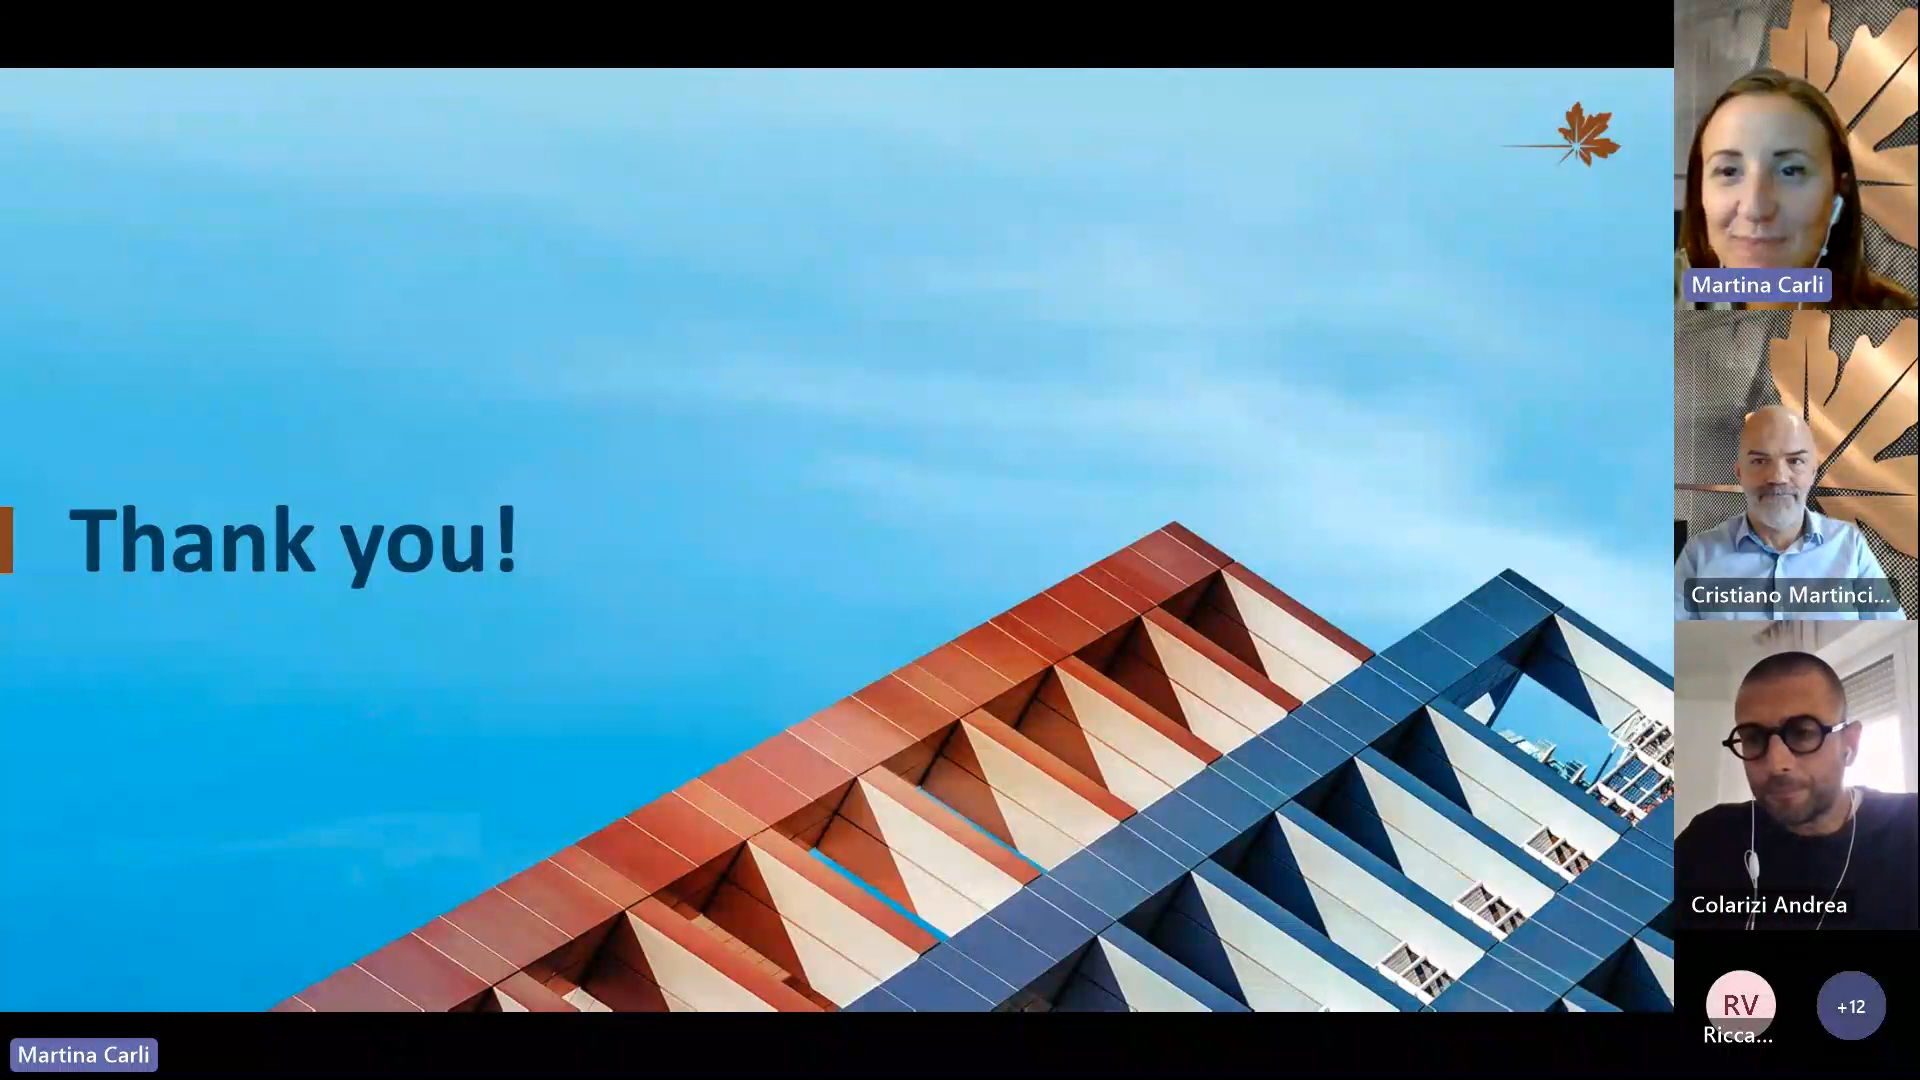 Thank you!
Martina Carli
Cristiano Martinci...
Colarizi Andrea
RV
Ricca...
+12
Martina Carli